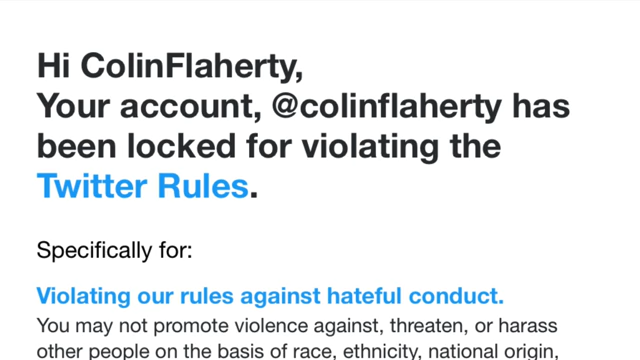 Hi ColinFlaherty,
Your account, @colinflaherty has
been locked for violating the
Twitter Rules.
Specifically for:
Violating our rules against hateful conduct.
You may not promote violence against, threaten, or harass
other people on the basis of race, ethnicity, national origin,